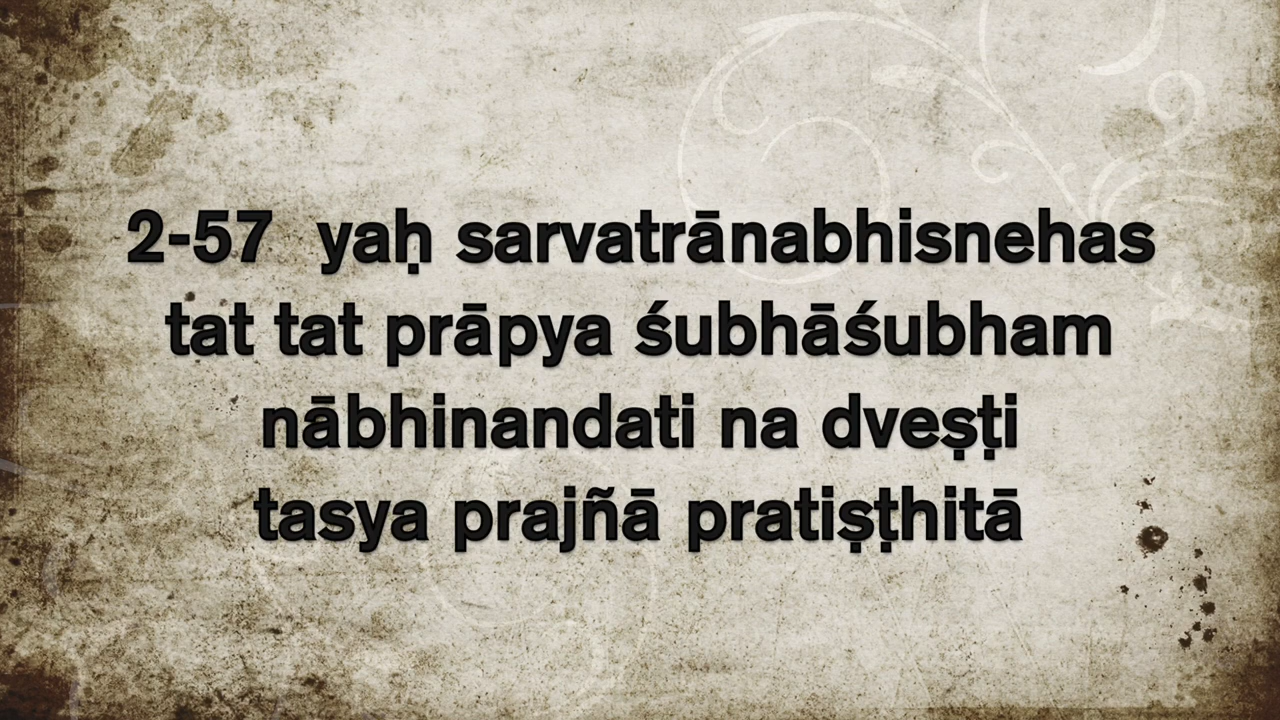 2-57 yaḥ sarvatrānabhisnehas
tat tat prāpya śubhāśubham
nābhinandati na dveṣṭi
tasya prajñā pratiṣṭhitā